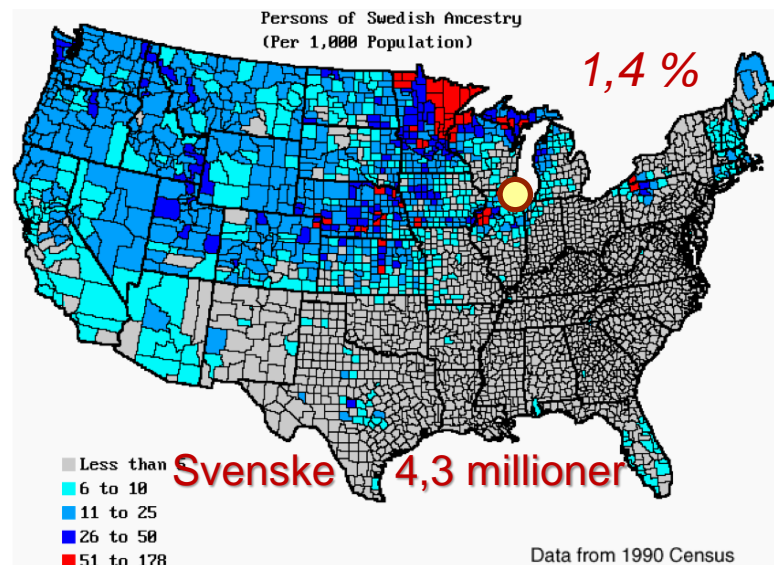 Persons of Swedish Ancestry
(Per 1,000 Population)
1,4 %
Svenske 4,3 millioner
Less than
6 to 10
11 to 25
26 to 50
51 to 178
Data from 1990 Census